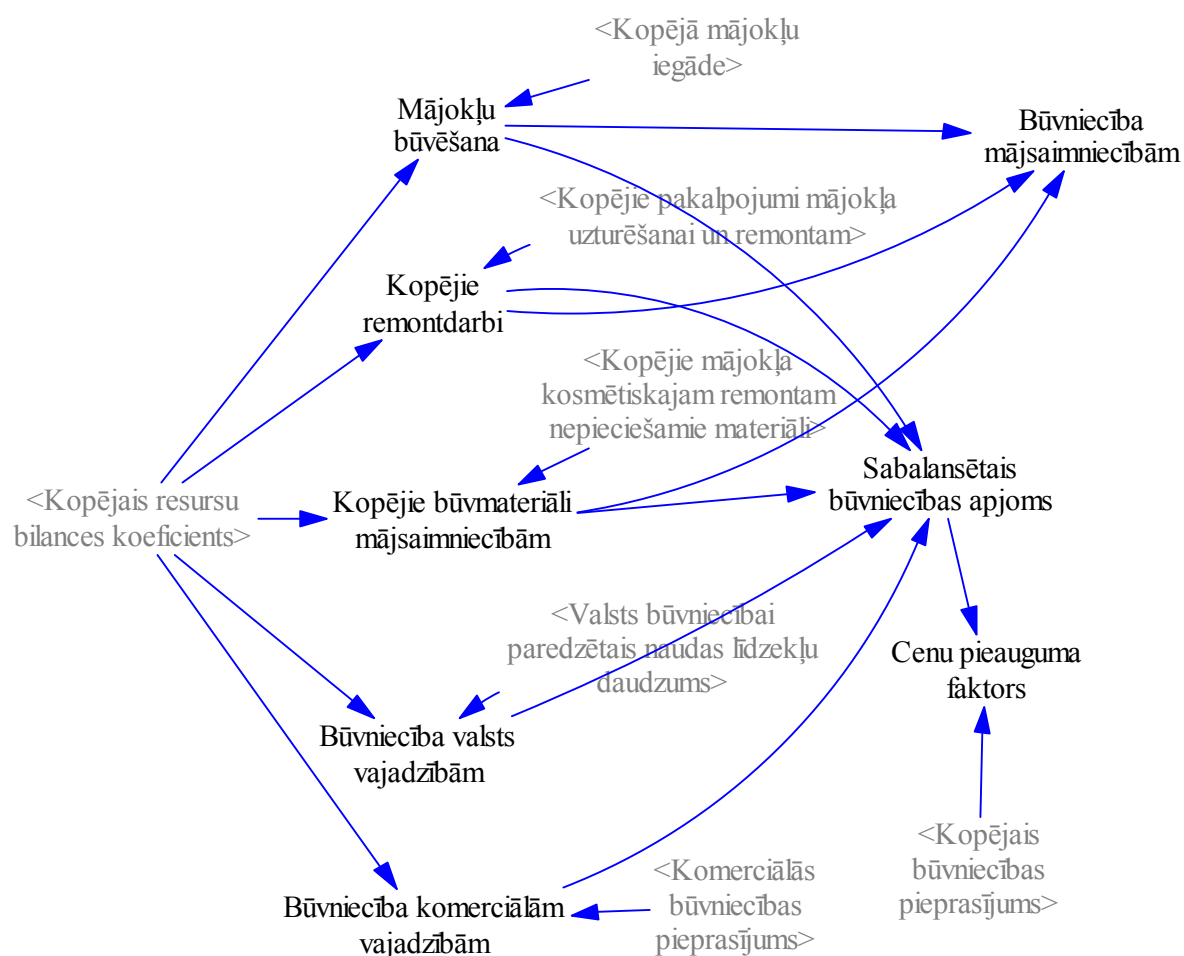 <Kopējā mājokļu
iegāde>
Mājokļu
būvēšana
Būvniecība
mājsaimniecībām
<Kopējie pakalpojumi mājokļa
uzturēšanai un remontam>
Kopējie
remontdarbi
<Kopējie mājokļa
kosmētiskajam remontam
nepieciešamie materiāli>
Sabalansētais
būvniecības apjoms
<Kopējais resursu
bilances koeficients>
Kopējie būvmateriāli
mājsaimniecībām
<Valsts būvniecībai
paredzētais naudas līdzekļu
daudzums>
Cenu pieauguma
faktors
Būvniecība valsts
vajadzībām
<Kopējais
būvniecības
pieprasījums>
<Komerciālās
būvniecības
pieprasījums>
Būvniecība komerciālām
vajadzībām